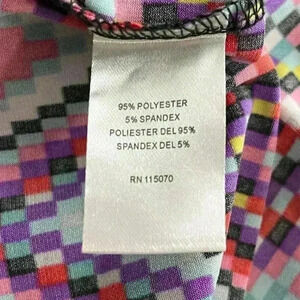 95% POLYESTER
5% SPANDEX
POLIESTER DEL 95%
SPANDEX DEL 5%
RN 115070